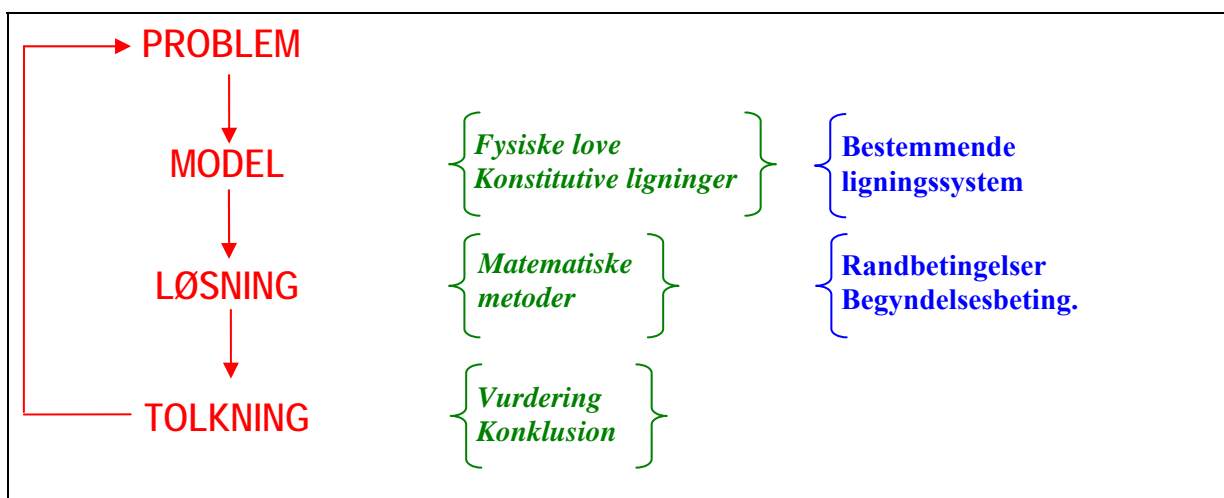 PROBLEM
MODEL
Fysiske love
Konstitutive ligninger
Bestemmende
ligningssystem
LØSNING
Matematiske
metoder
Randbetingelser
Begyndelsesbeting.
TOLKNING
Vurdering
Konklusion